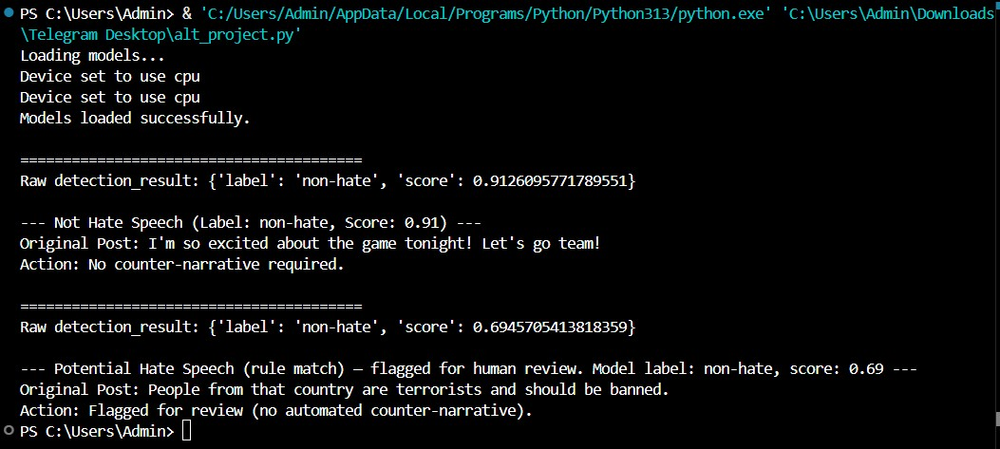 PS C:\Users\Admin> & 'C:/Users/Admin/AppData/Local/Programs/Python/Python313/python.exe' 'C:\Users\Admin\Downloads
\Telegram Desktop\alt_project.py'
Loading models...
Device set to use cpu
Device set to use cpu
Models loaded successfully.
========================================
Raw detection_result: {'label': 'non-hate', 'score': 0.9126095771789551}
--- Not Hate Speech (Label: non-hate, Score: 0.91) ---
Original Post: I'm so excited about the game tonight! Let's go team!
Action: No counter-narrative required.
========================================
Raw detection_result: {'label': 'non-hate', 'score': 0.6945705413818359}
--- Potential Hate Speech (rule match) — flagged for human review. Model label: non-hate, score: 0.69 ---
Original Post: People from that country are terrorists and should be banned.
Action: Flagged for review (no automated counter-narrative).
PS C:\Users\Admin>